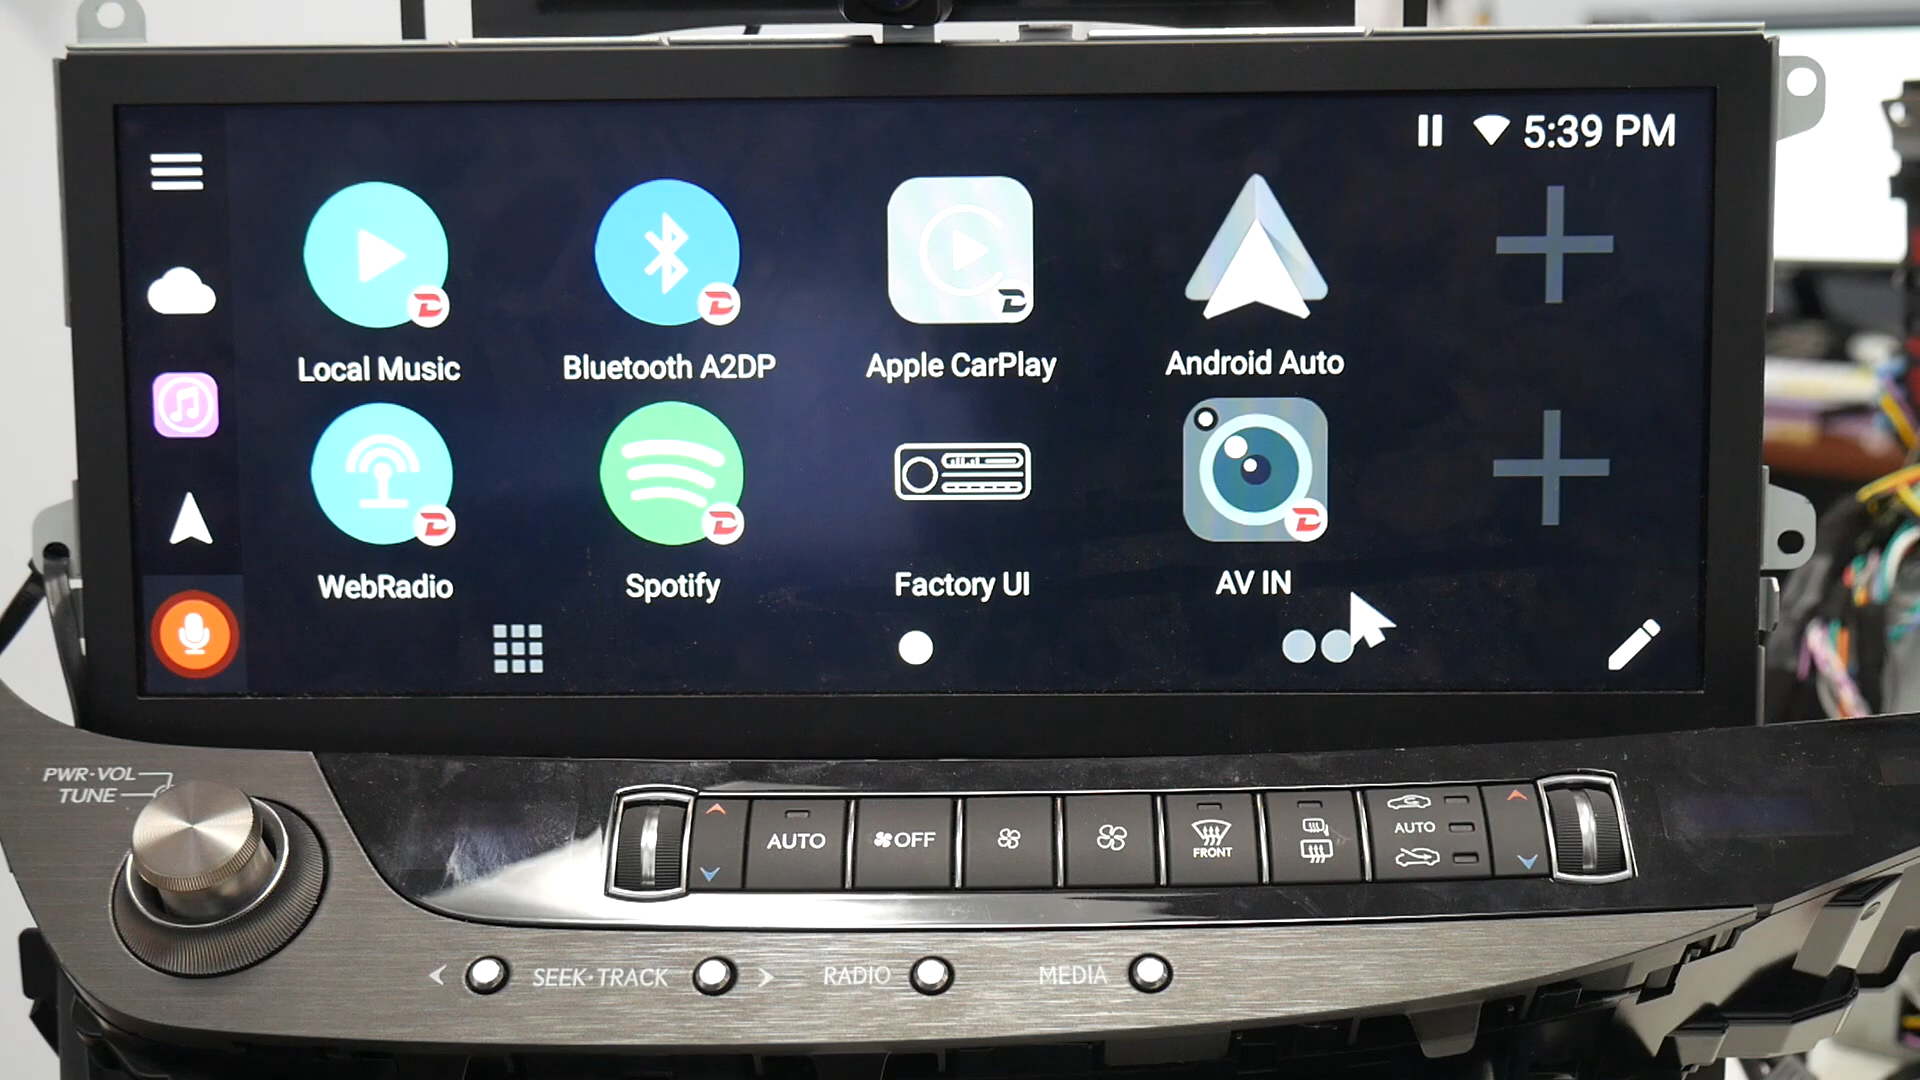 5:39 PM
Local Music
Bluetooth A2DP
Apple CarPlay
Android Auto
WebRadio
Spotify
Factory UI
AV IN
PWR·VOL
TUNE
AUTO
OFF
FRONT
AUTO
SEEK·TRACK
RADIO
MEDIA